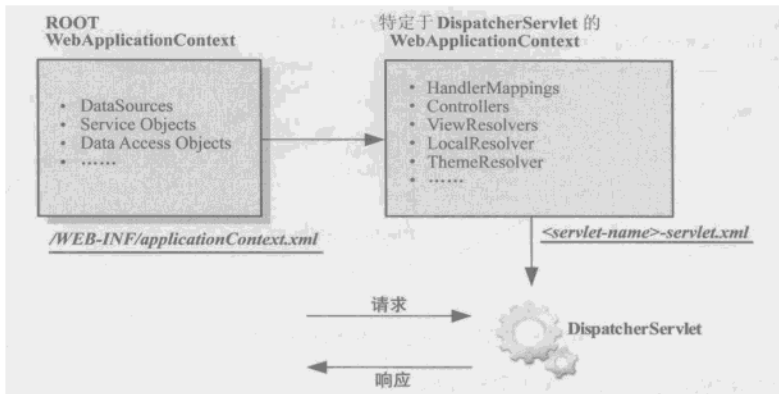 ROOT
WebApplicationContext
• DataSources
• Service Objects
• Data Access Objects
• ……
/WEB-INF/applicationContext.xml
特定于 DispatcherServlet 的
WebApplicationContext
• HandlerMappings
• Controllers
• ViewResolvers
• LocalResolver
• ThemeResolver
• ……
<servlet-name>-servlet.xml
请求
DispatcherServlet
响应